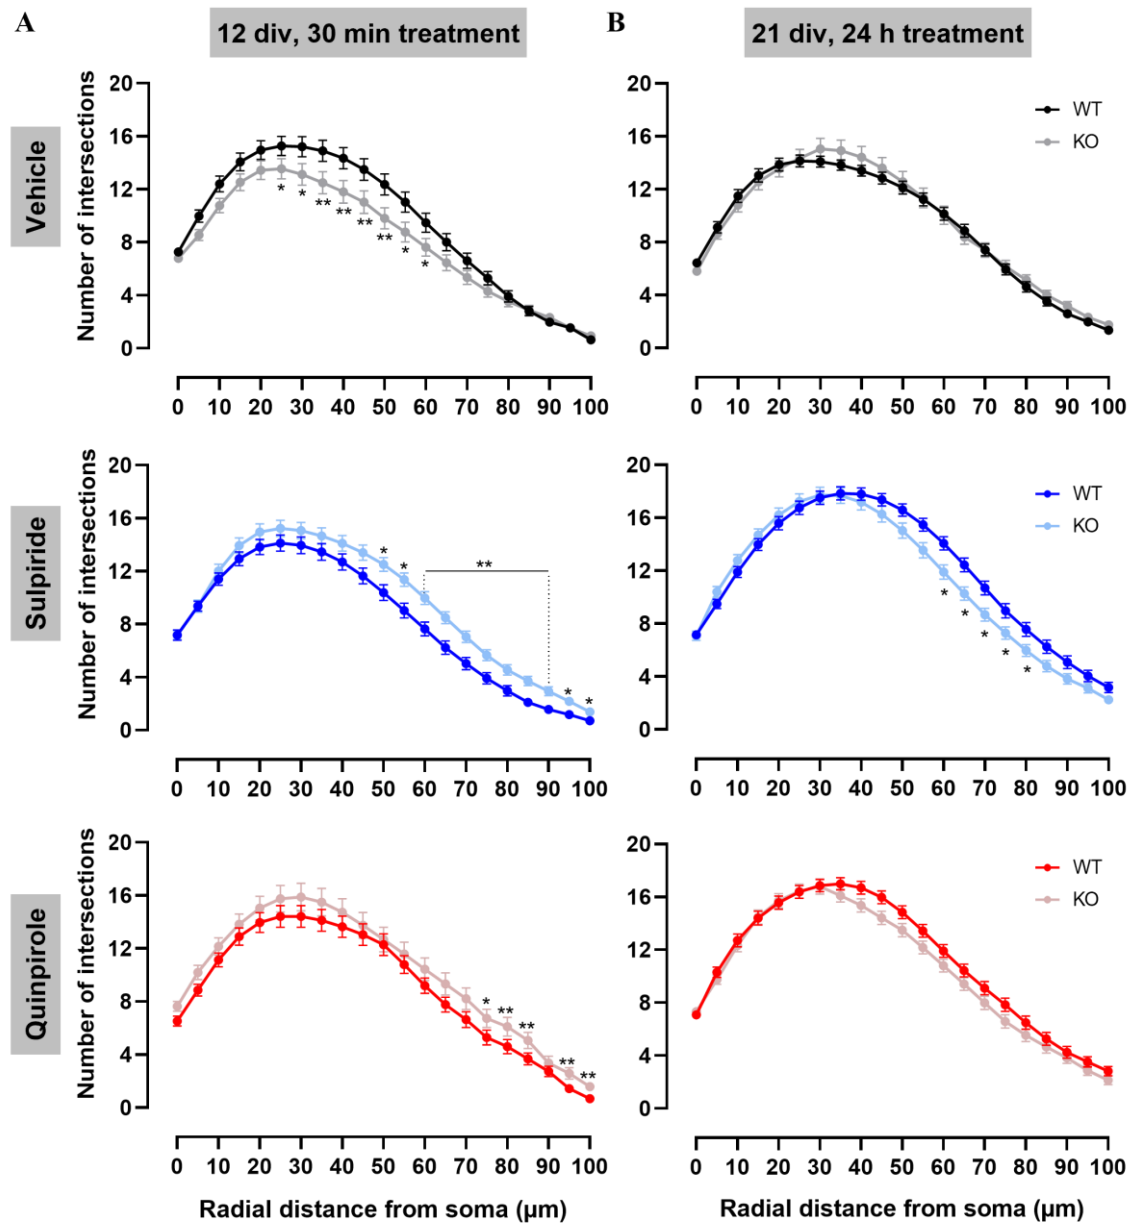 A
12 div, 30 min treatment
B
21 div, 24 h treatment
Vehicle
Number of intersections
20
16
12
8
4
0
* * ** ** ** ** * *
0 10 20 30 40 50 60 70 80 90 100
20
16
12
8
4
0
WT
KO
0 10 20 30 40 50 60 70 80 90 100
Sulpiride
Number of intersections
20
16
12
8
4
0
* * ** * *
0 10 20 30 40 50 60 70 80 90 100
20
16
12
8
4
0
WT
KO
* * * * *
0 10 20 30 40 50 60 70 80 90 100
Quinpirole
Number of intersections
20
16
12
8
4
0
* ** ** ** **
0 10 20 30 40 50 60 70 80 90 100
Radial distance from soma (µm)
20
16
12
8
4
0
WT
KO
0 10 20 30 40 50 60 70 80 90 100
Radial distance from soma (µm)